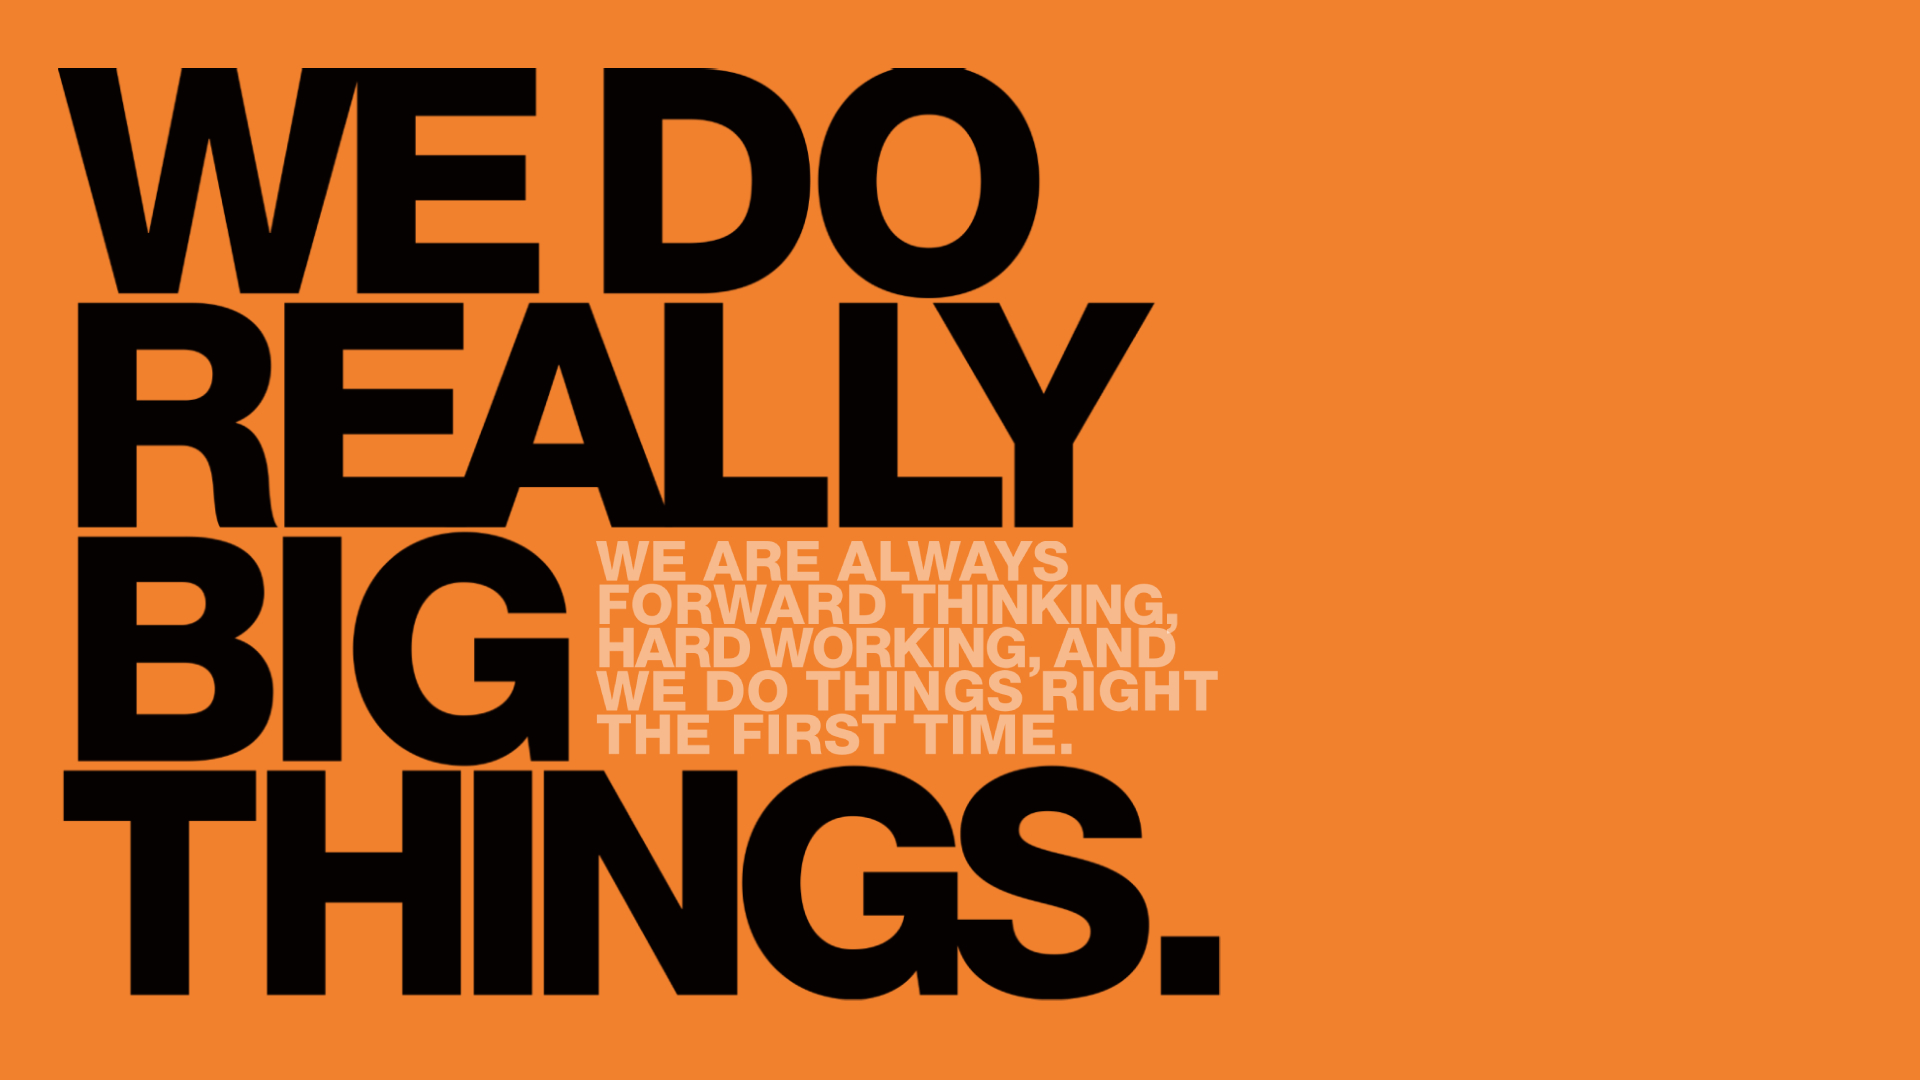 WE DO
REALLY
BIG
WE ARE ALWAYS
FORWARD THINKING,
HARD WORKING, AND
WE DO THINGS RIGHT
THE FIRST TIME.
THINGS.